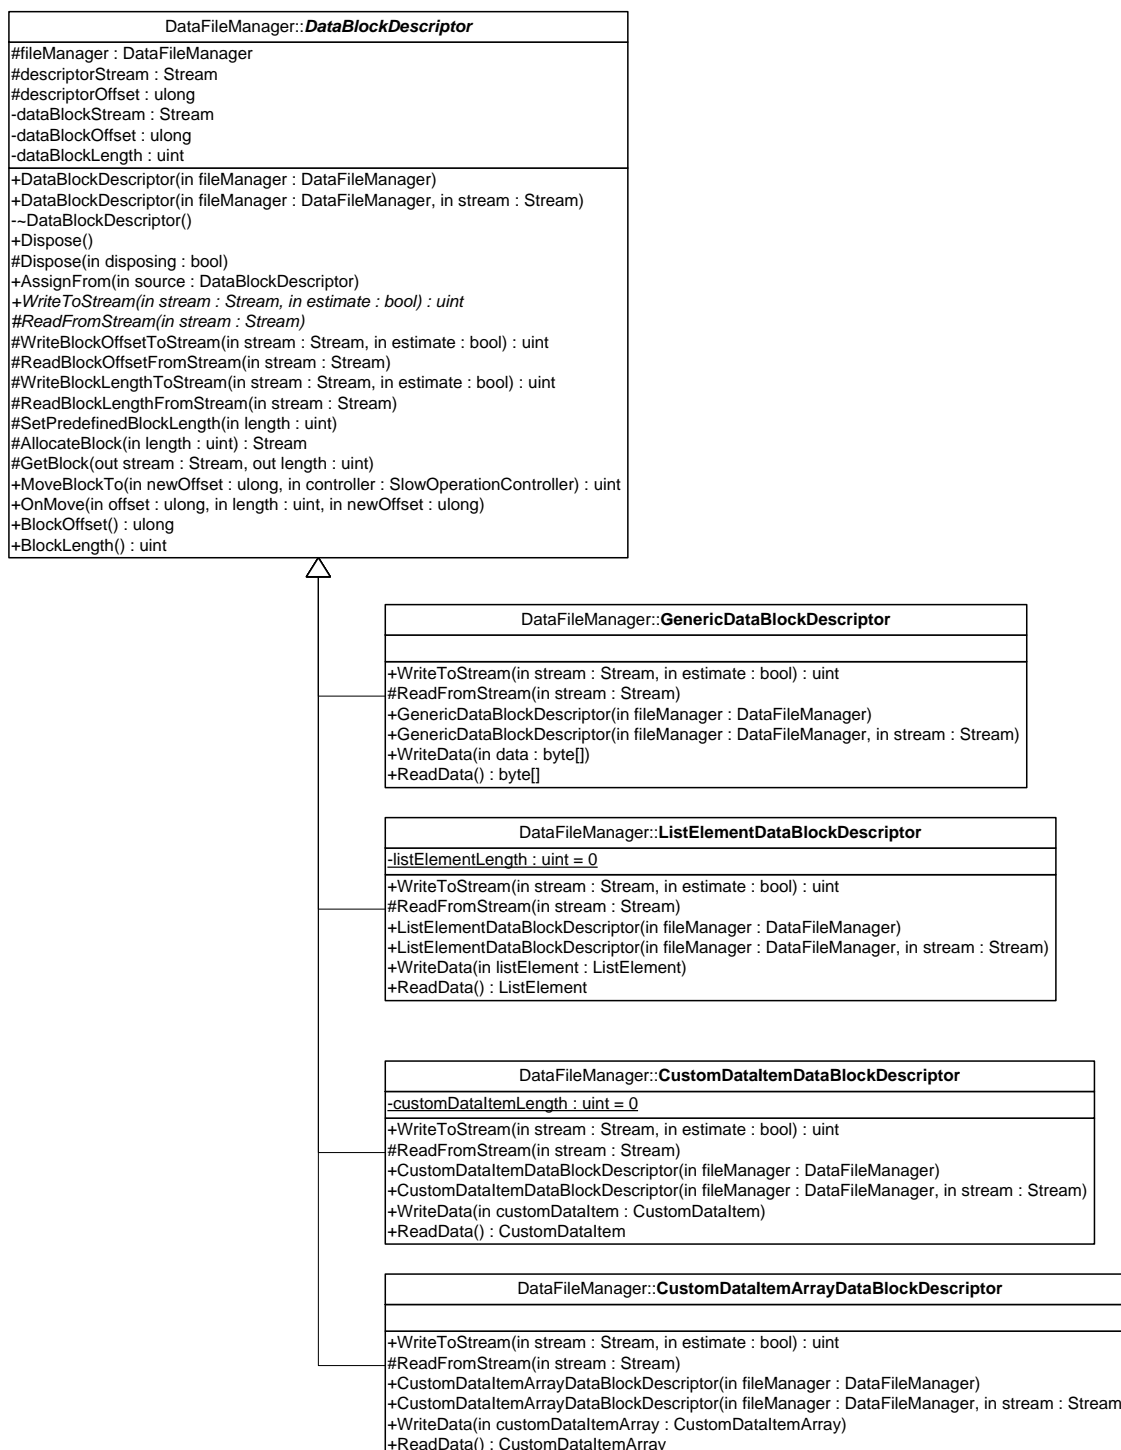 DataFileManager::DataBlockDescriptor
#fileManager : DataFileManager
#descriptorStream : Stream
#descriptorOffset : ulong
-dataBlockStream : Stream
-dataBlockOffset : ulong
-dataBlockLength : uint
+DataBlockDescriptor(in fileManager : DataFileManager)
+DataBlockDescriptor(in fileManager : DataFileManager, in stream : Stream)
-~DataBlockDescriptor()
+Dispose()
#Dispose(in disposing : bool)
+AssignFrom(in source : DataBlockDescriptor)
+WriteToStream(in stream : Stream, in estimate : bool) : uint
#ReadFromStream(in stream : Stream)
#WriteBlockOffsetToStream(in stream : Stream, in estimate : bool) : uint
#ReadBlockOffsetFromStream(in stream : Stream)
#WriteBlockLengthToStream(in stream : Stream, in estimate : bool) : uint
#ReadBlockLengthFromStream(in stream : Stream)
#SetPredefinedBlockLength(in length : uint)
#AllocateBlock(in length : uint) : Stream
#GetBlock(out stream : Stream, out length : uint)
+MoveBlockTo(in newOffset : ulong, in controller : SlowOperationController) : uint
+OnMove(in offset : ulong, in length : uint, in newOffset : ulong)
+BlockOffset() : ulong
+BlockLength() : uint
DataFileManager::GenericDataBlockDescriptor
+WriteToStream(in stream : Stream, in estimate : bool) : uint
#ReadFromStream(in stream : Stream)
+GenericDataBlockDescriptor(in fileManager : DataFileManager)
+GenericDataBlockDescriptor(in fileManager : DataFileManager, in stream : Stream)
+WriteData(in data : byte[])
+ReadData() : byte[]
DataFileManager::ListElementDataBlockDescriptor
-listElementLength : uint = 0
+WriteToStream(in stream : Stream, in estimate : bool) : uint
#ReadFromStream(in stream : Stream)
+ListElementDataBlockDescriptor(in fileManager : DataFileManager)
+ListElementDataBlockDescriptor(in fileManager : DataFileManager, in stream : Stream)
+WriteData(in listElement : ListElement)
+ReadData() : ListElement
DataFileManager::CustomDataItemDataBlockDescriptor
-customDataItemLength : uint = 0
+WriteToStream(in stream : Stream, in estimate : bool) : uint
#ReadFromStream(in stream : Stream)
+CustomDataItemDataBlockDescriptor(in fileManager : DataFileManager)
+CustomDataItemDataBlockDescriptor(in fileManager : DataFileManager, in stream : Stream)
+WriteData(in customDataItem : CustomDataItem)
+ReadData() : CustomDataItem
DataFileManager::CustomDataItemArrayDataBlockDescriptor
+WriteToStream(in stream : Stream, in estimate : bool) : uint
#ReadFromStream(in stream : Stream)
+CustomDataItemArrayDataBlockDescriptor(in fileManager : DataFileManager)
+CustomDataItemArrayDataBlockDescriptor(in fileManager : DataFileManager, in stream : Stream
+WriteData(in customDataItemArray : CustomDataItemArray)
+ReadData() : CustomDataItemArray